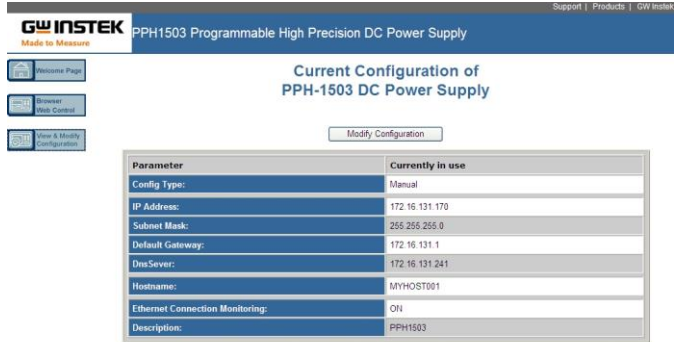 Support | Products | GW Instek
GW INSTEK
Made to Measure
PPH1503 Programmable High Precision DC Power Supply
Welcome Page
Browser
Web Control
View & Modify
Configuration
Current Configuration of
PPH-1503 DC Power Supply
Modify Configuration
Parameter Currently in use
Config Type: Manual
IP Address: 172.16.131.170
Subnet Mask: 255.255.255.0
Default Gateway: 172.16.131.1
DnsSever: 172.16.131.241
Hostname: MYHOST001
Ethernet Connection Monitoring: ON
Description: PPH1503